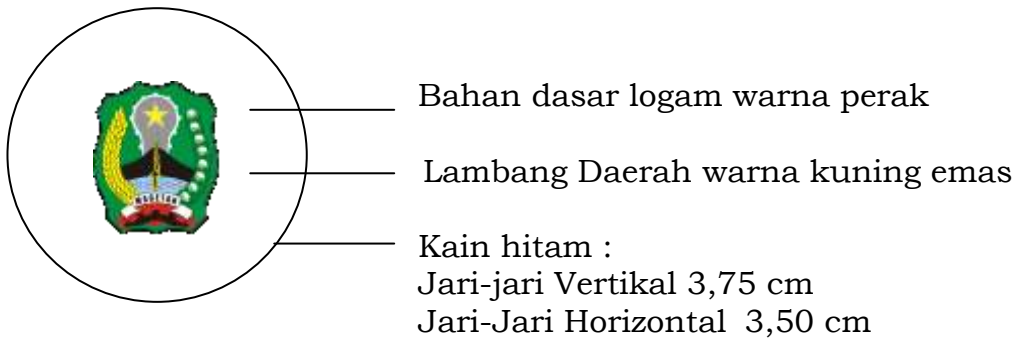 Bahan dasar logam warna perak
Lambang Daerah warna kuning emas
MAGETAN
Kain hitam :
Jari-jari Vertikal 3,75 cm
Jari-Jari Horizontal 3,50 cm